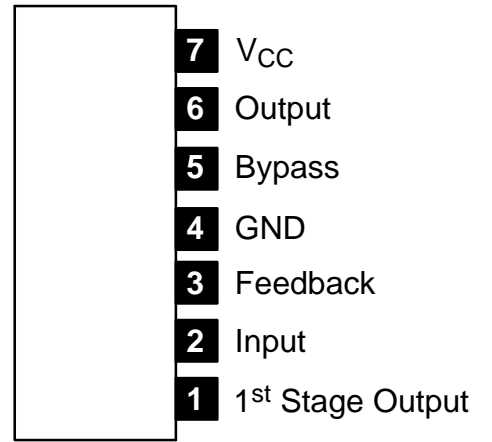 7 VCC
6 Output
5 Bypass
4 GND
3 Feedback
2 Input
1 1st Stage Output